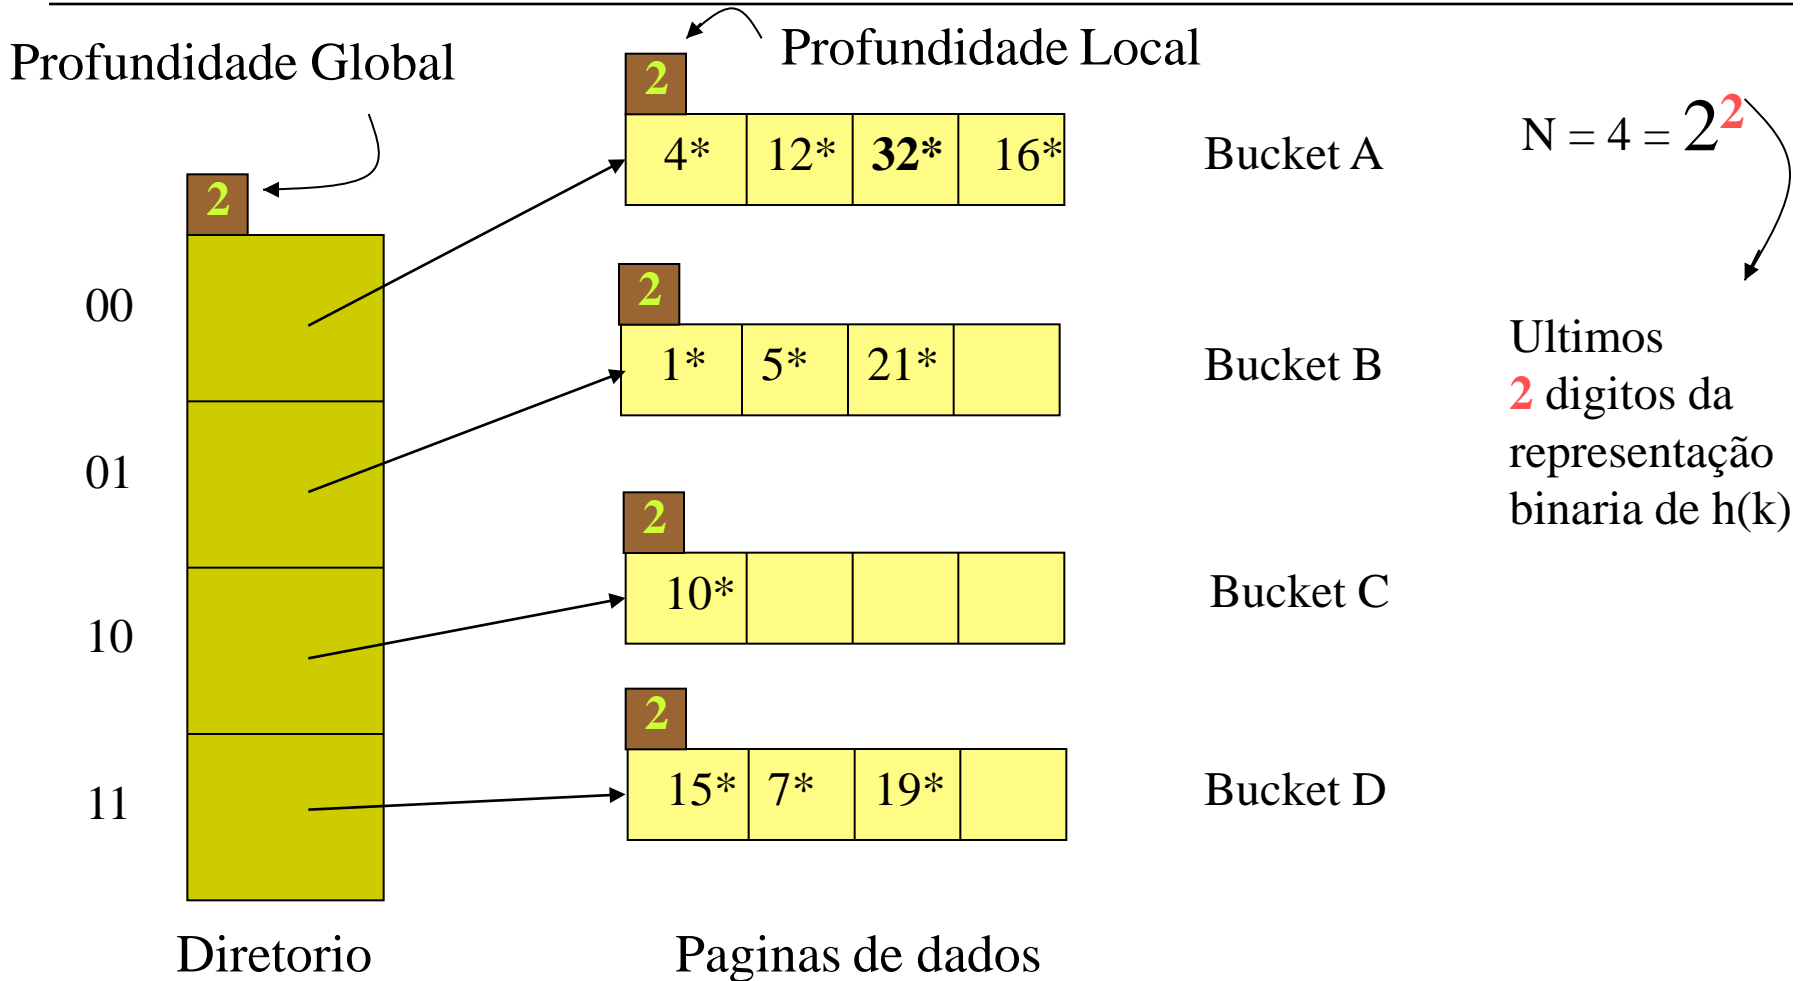 Profundidade Global
Profundidade Local
2
4* 12* 32* 16*
Bucket A
N = 4 = 2²
2
00
2
1* 5* 21*
Bucket B
Ultimos
2 digitos da
representação
binaria de h(k)
01
2
10*
Bucket C
10
2
15* 7* 19*
Bucket D
11
Diretorio
Paginas de dados